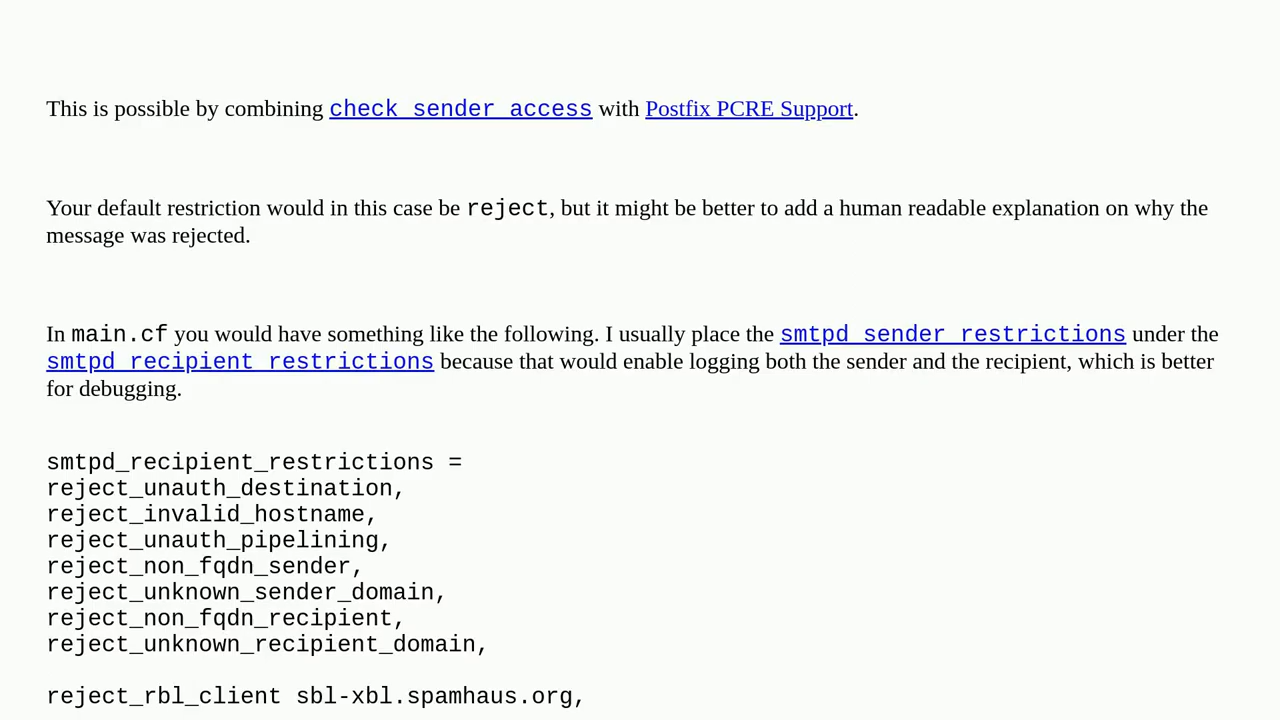 This is possible by combining check_sender_access with Postfix PCRE Support.
Your default restriction would in this case be reject, but it might be better to add a human readable explanation on why the
message was rejected.
In main.cf you would have something like the following. I usually place the smtpd_sender_restrictions under the
smtpd_recipient_restrictions because that would enable logging both the sender and the recipient, which is better
for debugging.
smtpd_recipient_restrictions =
reject_unauth_destination,
reject_invalid_hostname,
reject_unauth_pipelining,
reject_non_fqdn_sender,
reject_unknown_sender_domain,
reject_non_fqdn_recipient,
reject_unknown_recipient_domain,
reject_rbl_client sbl-xbl.spamhaus.org,